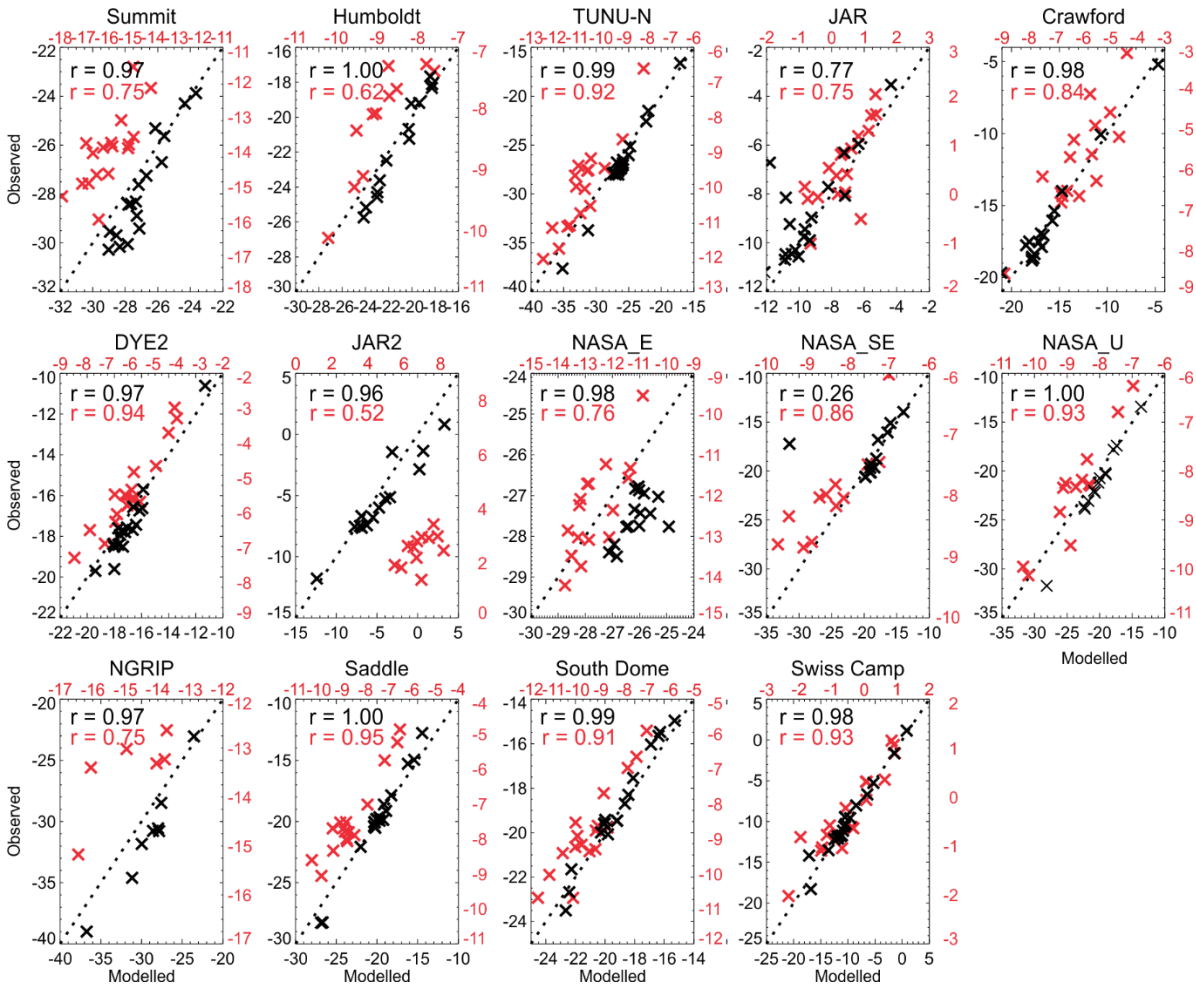 Summit
Humboldt
TUNU-N
JAR
Crawford
-18 -17 -16 -15 -14 -13 -12 -11
-11 -10 -9 -8 -7
-13 -12 -11 -10 -9 -8 -7 -6
-2 -1 0 1 2 3
-9 -8 -7 -6 -5 -4 -3
r = 0.97
r = 0.75
r = 1.00
r = 0.62
r = 0.99
r = 0.92
r = 0.77
r = 0.75
r = 0.98
r = 0.84
Observed
-22 -24 -26 -28 -30 -32
-11 -12 -13 -14 -15 -16 -17 -18
-16 -18 -20 -22 -24 -26 -28 -30
-7 -8 -9 -10 -11
-15 -20 -25 -30 -35 -40
-6 -7 -8 -9 -10 -11 -12 -13
-2 -4 -6 -8 -10 -12
3 2 1 0 -1 -2
-5 -10 -15 -20
-3 -4 -5 -6 -7 -8 -9
-32 -30 -28 -26 -24 -22
-30 -28 -26 -24 -22 -20 -18 -16
-40 -35 -30 -25 -20 -15
-12 -10 -8 -6 -4 -2
-20 -15 -10 -5
DYE2
JAR2
NASA_E
NASA_SE
NASA_U
-9 -8 -7 -6 -5 -4 -3 -2
0 2 4 6 8
-15 -14 -13 -12 -11 -10 -9
-10 -9 -8 -7 -6
-11 -10 -9 -8 -7 -6
r = 0.97
r = 0.94
r = 0.96
r = 0.52
r = 0.98
r = 0.76
r = 0.26
r = 0.86
r = 1.00
r = 0.93
Observed
-10 -12 -14 -16 -18 -20 -22
-2 -3 -4 -5 -6 -7 -8 -9
5 0 -5 -10 -15
8 6 4 2 0
-24 -25 -26 -27 -28 -29 -30
-9 -10 -11 -12 -13 -14 -15
-10 -15 -20 -25 -30 -35
-6 -7 -8 -9 -10
-10 -15 -20 -25 -30 -35
-6 -7 -8 -9 -10 -11
-22 -20 -18 -16 -14 -12 -10
-15 -10 -5 0 5
-30 -29 -28 -27 -26 -25 -24
-35 -30 -25 -20 -15 -10
-35 -30 -25 -20 -15 -10
Modelled
NGRIP
Saddle
South Dome
Swiss Camp
-17 -16 -15 -14 -13 -12
-11 -10 -9 -8 -7 -6 -5 -4
-12 -11 -10 -9 -8 -7 -6 -5
-3 -2 -1 0 1 2
r = 0.97
r = 0.75
r = 1.00
r = 0.95
r = 0.99
r = 0.91
r = 0.98
r = 0.93
Observed
-20 -25 -30 -35 -40
-12 -13 -14 -15 -16 -17
-10 -15 -20 -25 -30
-4 -5 -6 -7 -8 -9 -10 -11
-14 -16 -18 -20 -22 -24
-5 -6 -7 -8 -9 -10 -11 -12
5 0 -5 -10 -15 -20 -25
2 1 0 -1 -2 -3
-40 -35 -30 -25 -20
-30 -25 -20 -15 -10
-24 -22 -20 -18 -16 -14
-25 -20 -15 -10 -5 0 5
Modelled
Modelled
Modelled
Modelled